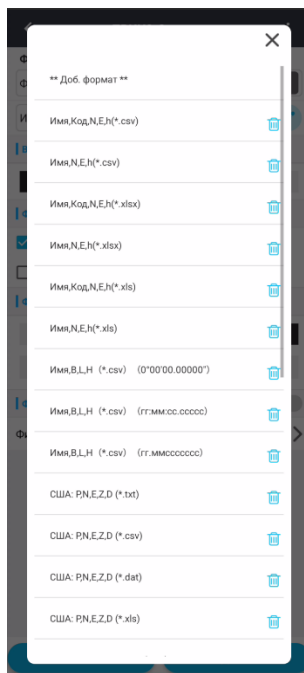 ** Доб. формат **
Имя,Код,N,E,h(*.csv)
Имя,N,E,h(*.csv)
Имя,Код,N,E,h(*.xlsx)
Имя,N,E,h(*.xlsx)
Имя,Код,N,E,h(*.xls)
Имя,N,E,h(*.xls)
Имя,B,L,H（*.csv）（0°00'00.00000"）
Имя,B,L,H（*.csv）（гг:мм:сс.ссссс）
Имя,B,L,H（*.csv）（гг.ммссссссс）
США: P,N,E,Z,D (*.txt)
США: P,N,E,Z,D (*.csv)
США: P,N,E,Z,D (*.dat)
США: P,N,E,Z,D (*.xls)